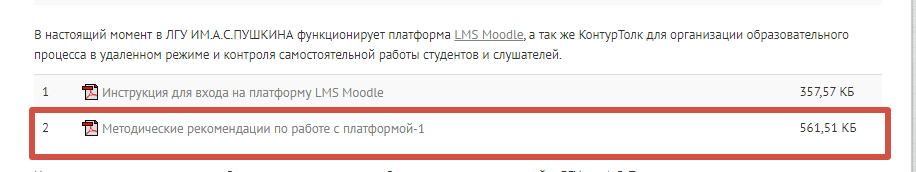 В настоящий момент в ЛГУ ИМ.А.С.ПУШКИНА функционирует платформа LMS Moodle, а так же КонтурТолк для организации образовательного
процесса в удаленном режиме и контроля самостоятельной работы студентов и слушателей.
1 Инструкция для входа на платформу LMS Moodle 357,57 КБ
2 Методические рекомендации по работе с платформой-1 561,51 КБ